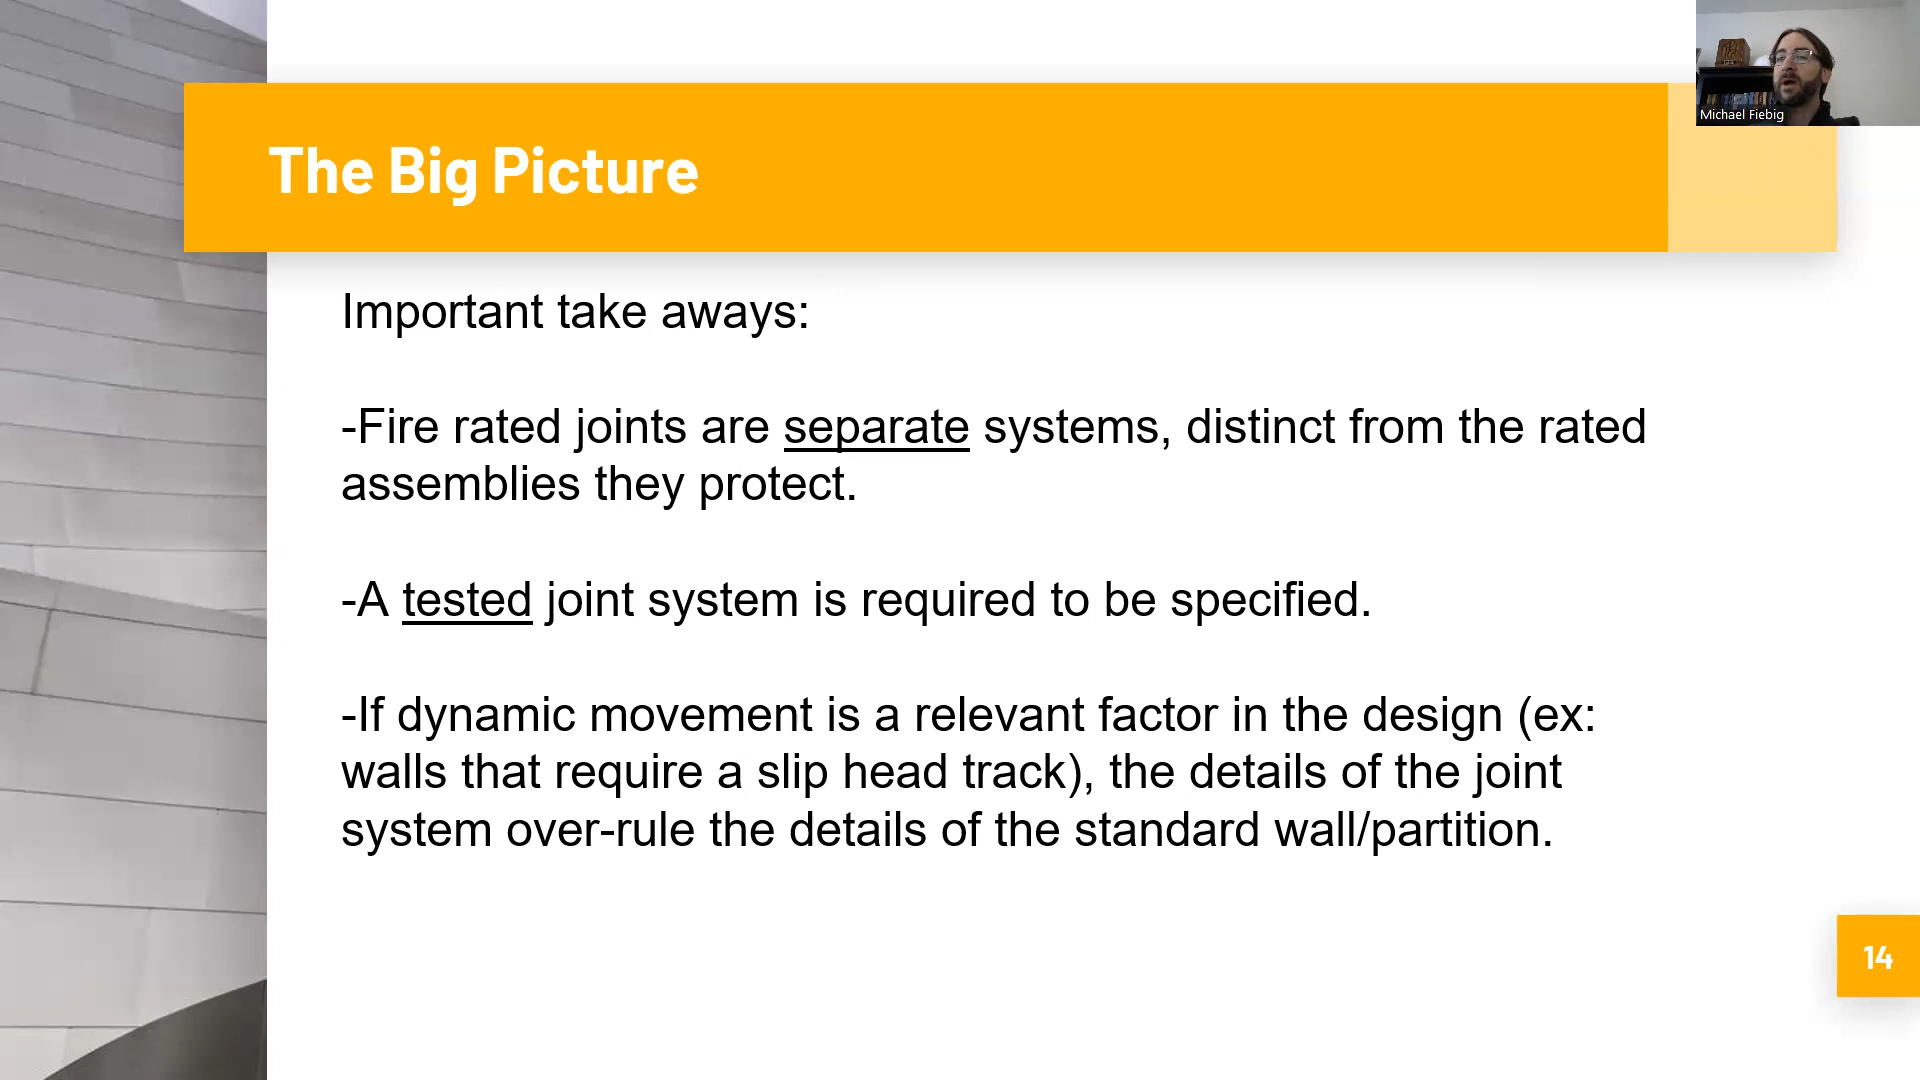 Michael Fiebig
The Big Picture
Important take aways:
-Fire rated joints are separate systems, distinct from the rated
assemblies they protect.
-A tested joint system is required to be specified.
-If dynamic movement is a relevant factor in the design (ex:
walls that require a slip head track), the details of the joint
system over-rule the details of the standard wall/partition.
14